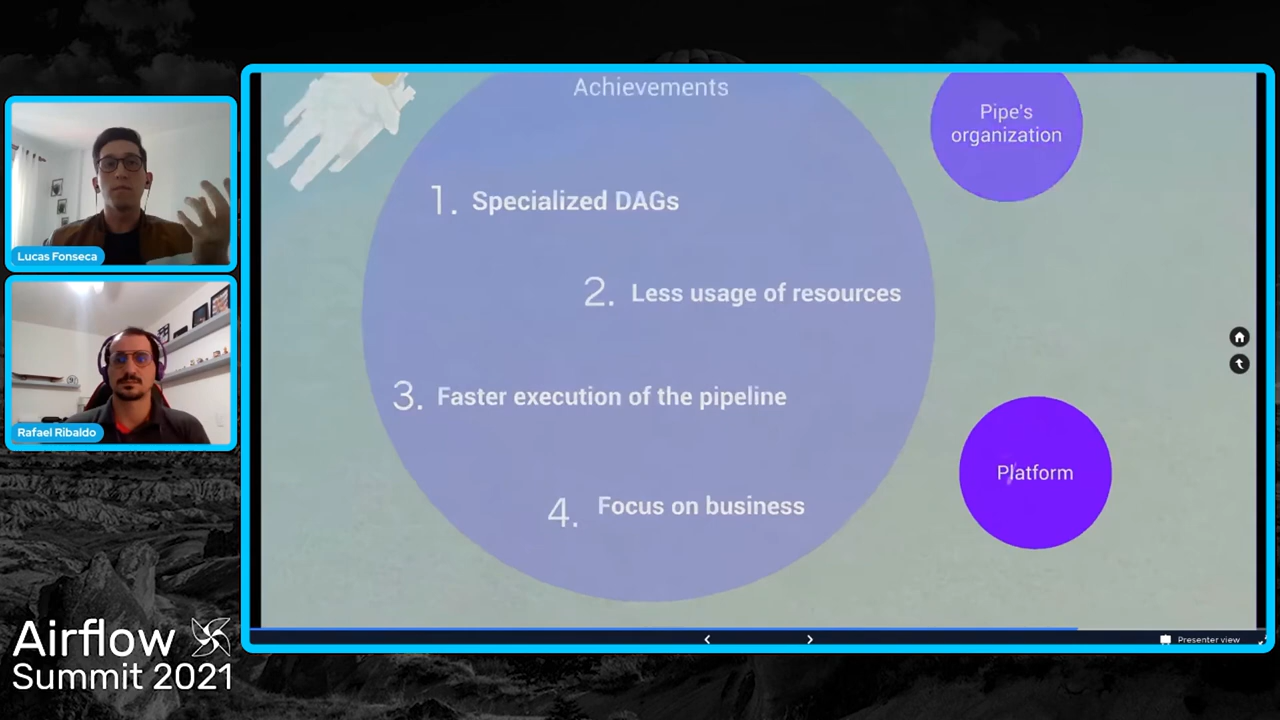 Achievements
1. Specialized DAGs
2. Less usage of resources
3. Faster execution of the pipeline
4. Focus on business
Pipe's
organization
Platform
Lucas Fonseca
Rafael Ribaldo
Airflow
Summit 2021
Presenter view